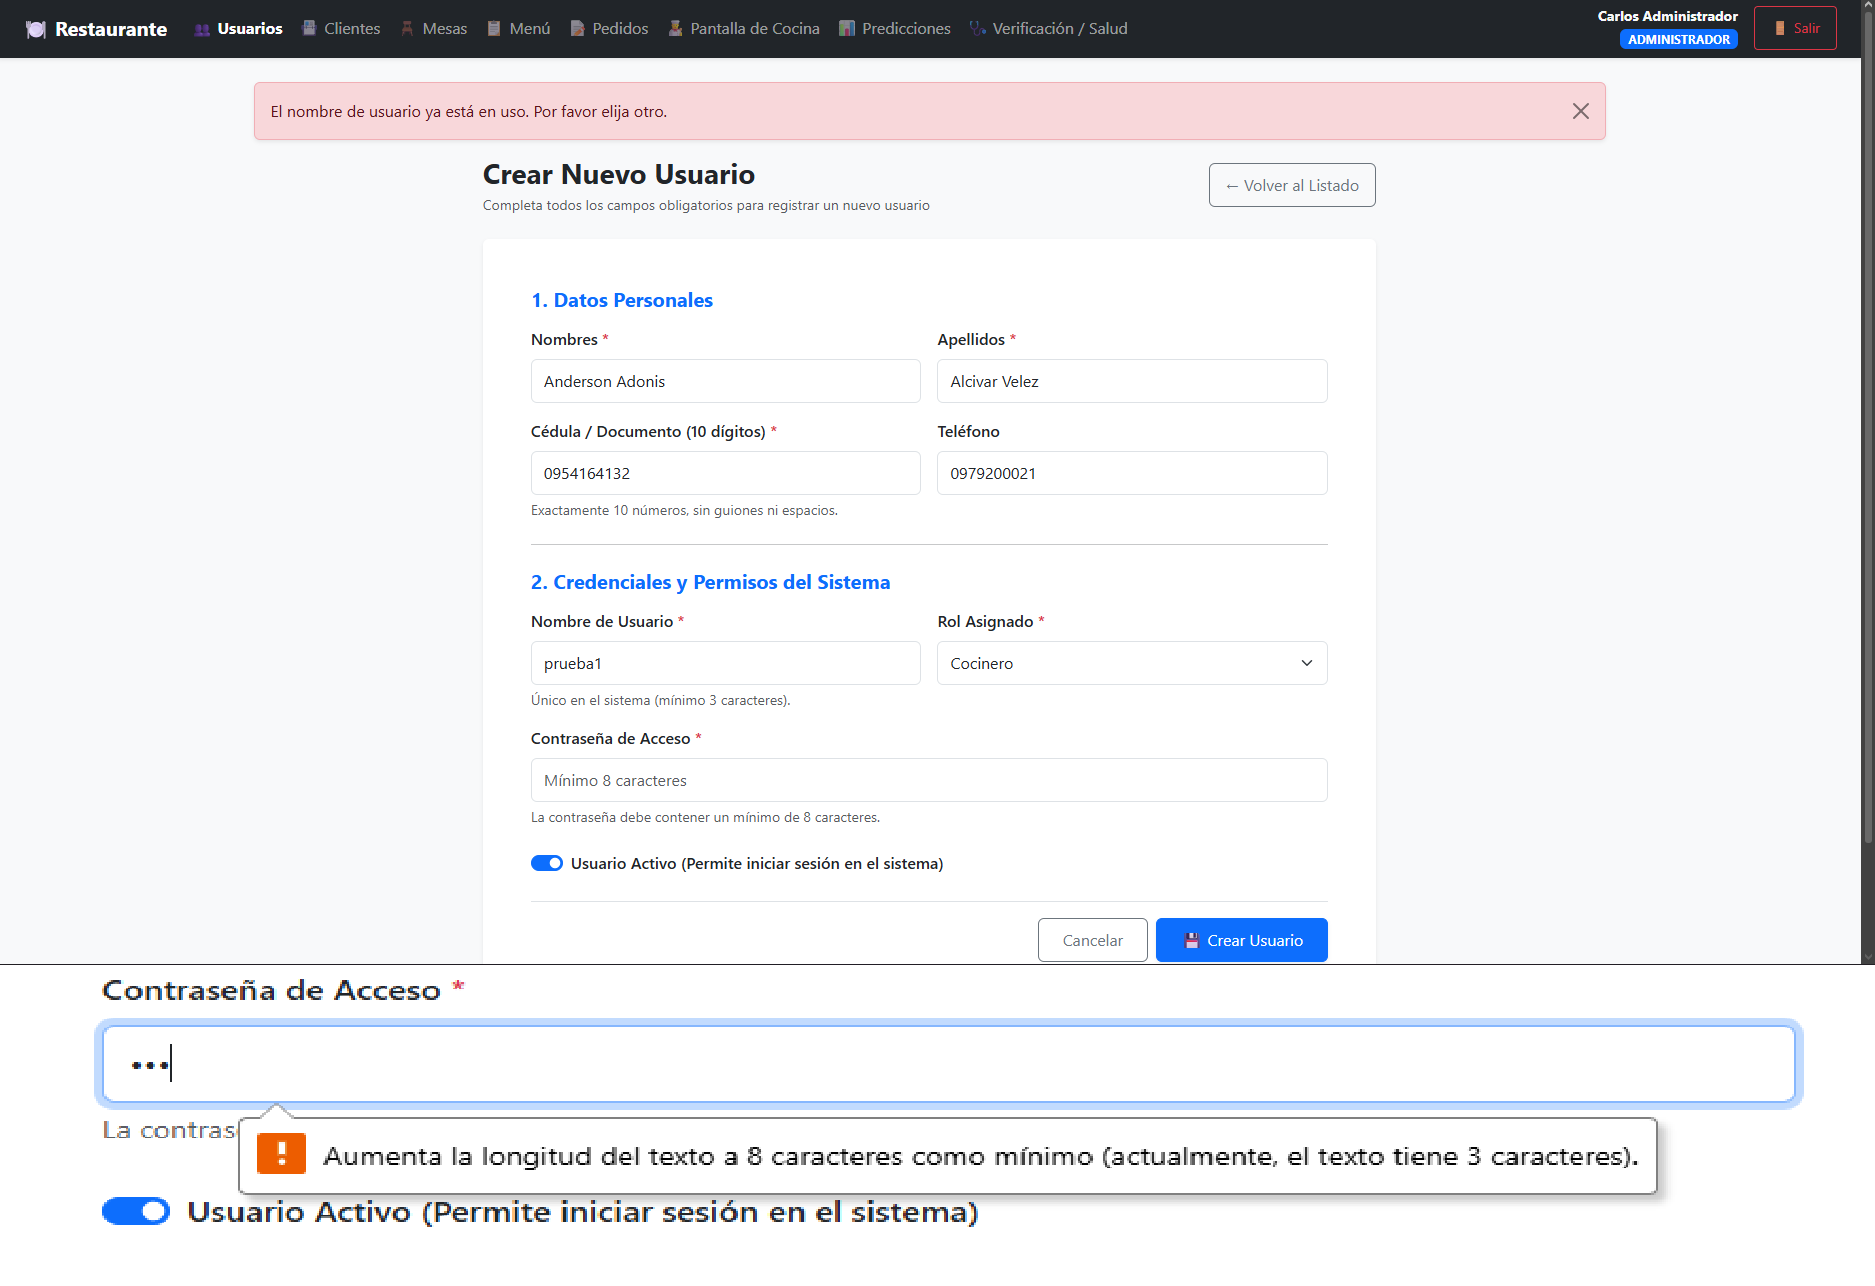 Restaurante Usuarios Clientes Mesas Menú Pedidos Pantalla de Cocina Predicciones Verificación / Salud
Carlos Administrador
ADMINISTRADOR
Salir
El nombre de usuario ya está en uso. Por favor elija otro.
Crear Nuevo Usuario
Completa todos los campos obligatorios para registrar un nuevo usuario
← Volver al Listado
1. Datos Personales
Nombres * Apellidos *
Anderson Adonis Alcivar Velez
Cédula / Documento (10 dígitos) * Teléfono
0954164132 0979200021
Exactamente 10 números, sin guiones ni espacios.
2. Credenciales y Permisos del Sistema
Nombre de Usuario * Rol Asignado *
prueba1 Cocinero
Único en el sistema (mínimo 3 caracteres).
Contraseña de Acceso *
Mínimo 8 caracteres
La contraseña debe contener un mínimo de 8 caracteres.
Usuario Activo (Permite iniciar sesión en el sistema)
Cancelar Crear Usuario
Contraseña de Acceso *
•••
La contras
Aumenta la longitud del texto a 8 caracteres como mínimo (actualmente, el texto tiene 3 caracteres).
Usuario Activo (Permite iniciar sesión en el sistema)